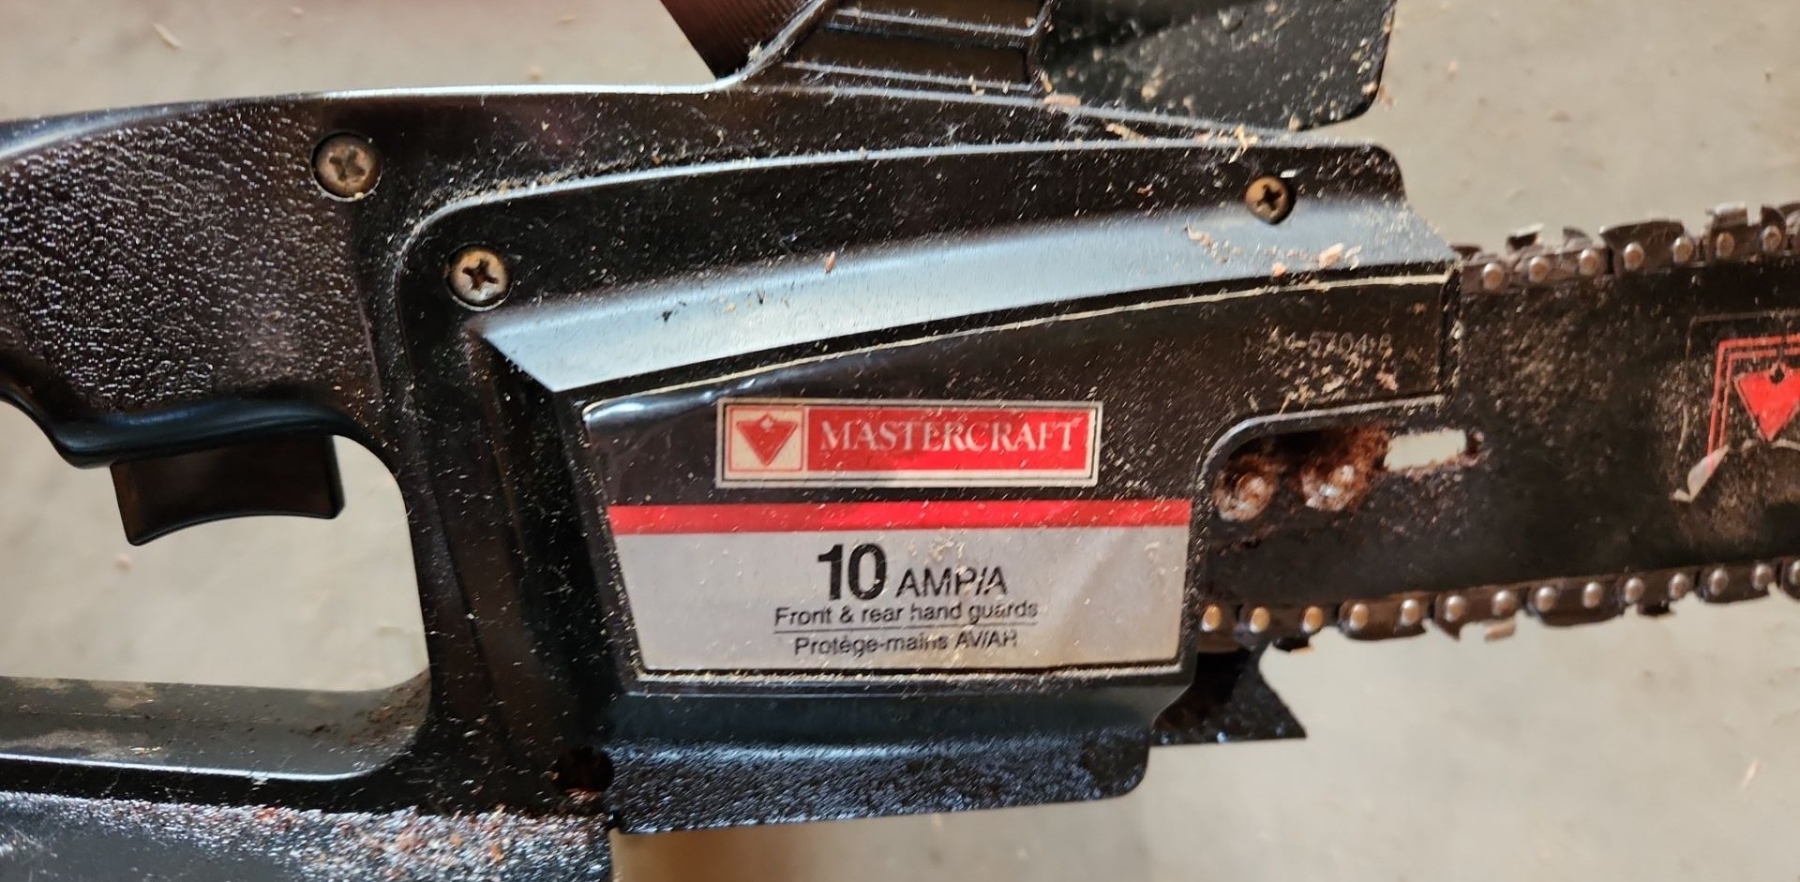 MASTERCRAFT
10 AMP/A
Front & rear hand guards
Protège-mains AV/AR